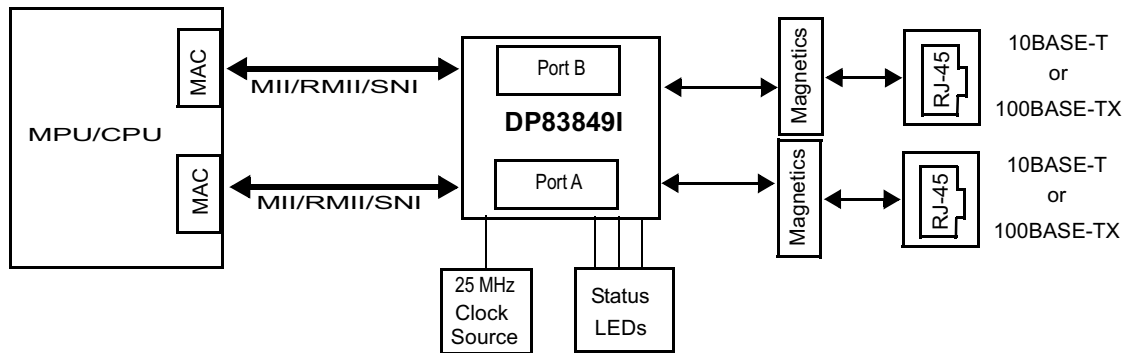 MPU/CPU
MAC
MII/RMII/SNI
Port B
DP83849I
Magnetics
RJ-45
10BASE-T
or
100BASE-TX
MAC
MII/RMII/SNI
Port A
Magnetics
RJ-45
10BASE-T
or
100BASE-TX
25 MHz
Clock
Source
Status
LEDs